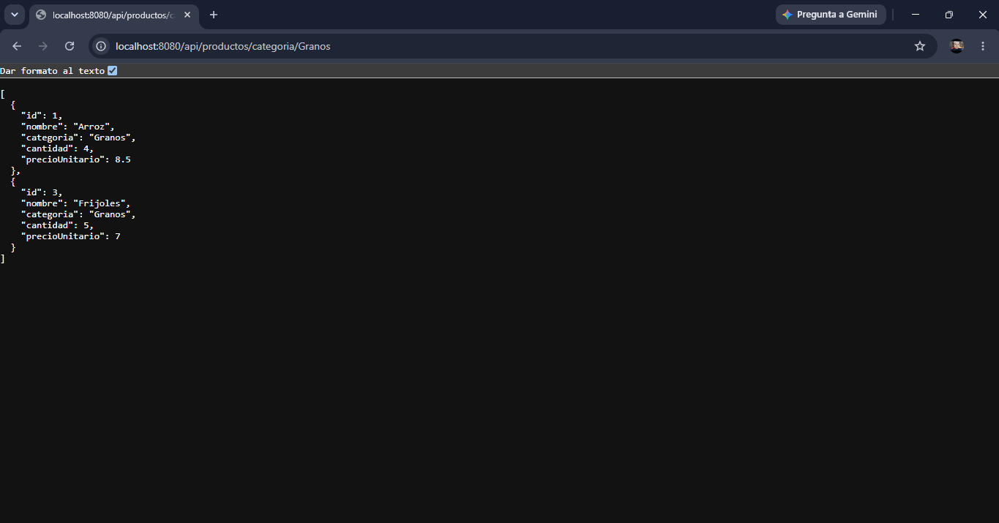 localhost:8080/api/productos/c
Pregunta a Gemini
localhost:8080/api/productos/categoria/Granos
Dar formato al texto
[
  {
    "id": 1,
    "nombre": "Arroz",
    "categoria": "Granos",
    "cantidad": 4,
    "precioUnitario": 8.5
  },
  {
    "id": 3,
    "nombre": "Frijoles",
    "categoria": "Granos",
    "cantidad": 5,
    "precioUnitario": 7
  }
]